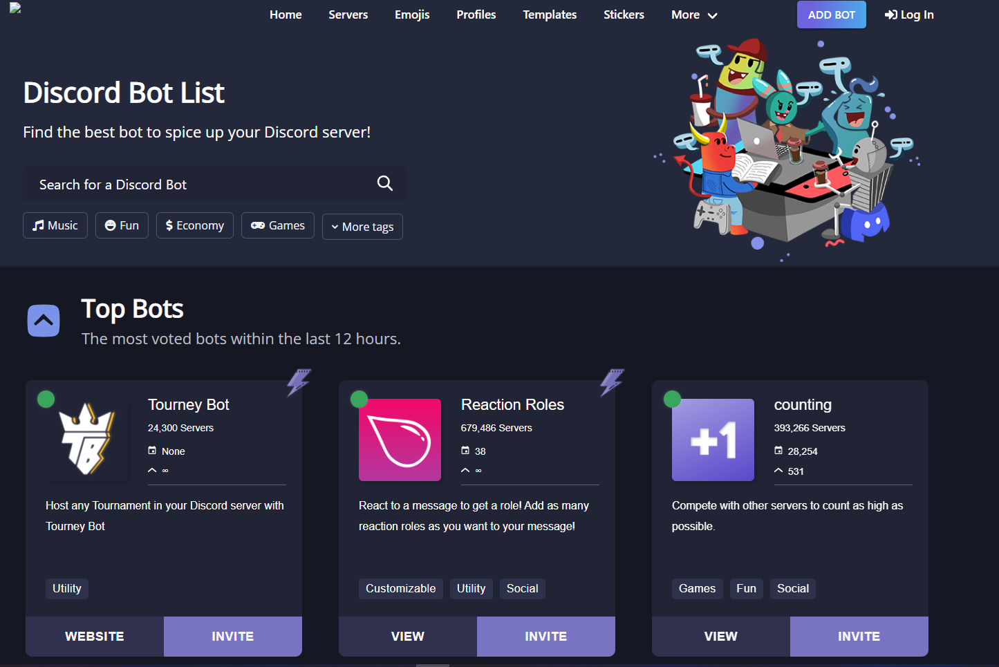 Home Servers Emojis Profiles Templates Stickers More ADD BOT Log In
Discord Bot List
Find the best bot to spice up your Discord server!
Search for a Discord Bot
Music Fun $ Economy Games More tags
Top Bots
The most voted bots within the last 12 hours.
Tourney Bot
24,300 Servers
None
∞
Host any Tournament in your Discord server with
Tourney Bot
Utility
WEBSITE INVITE
Reaction Roles
679,486 Servers
38
∞
React to a message to get a role! Add as many
reaction roles as you want to your message!
Customizable Utility Social
VIEW INVITE
+1
counting
393,266 Servers
28,254
531
Compete with other servers to count as high as
possible.
Games Fun Social
VIEW INVITE